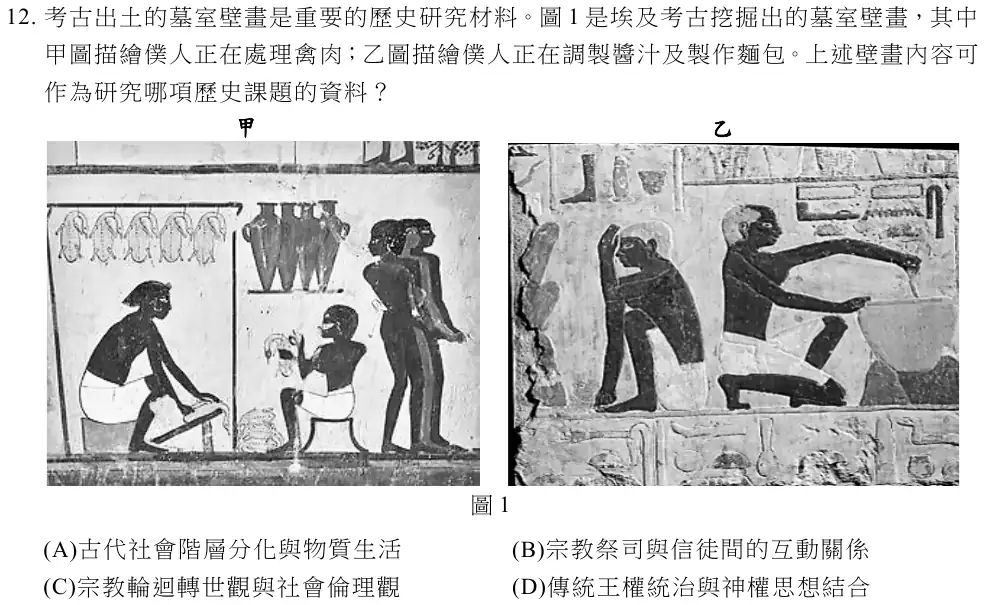 12. 考古出土的墓室壁畫是重要的歷史研究材料。圖 1 是埃及考古挖掘出的墓室壁畫，其中
甲圖描繪僕人正在處理禽肉；乙圖描繪僕人正在調製醬汁及製作麵包。上述壁畫內容可
作為研究哪項歷史課題的資料？
甲
乙
圖 1
(A)古代社會階層分化與物質生活
(B)宗教祭司與信徒間的互動關係
(C)宗教輪迴轉世觀與社會倫理觀
(D)傳統王權統治與神權思想結合